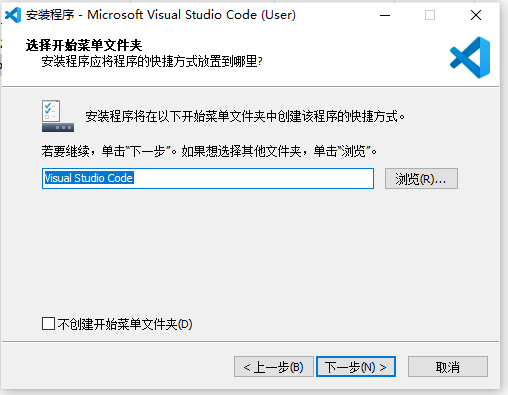 安装程序 - Microsoft Visual Studio Code (User)
选择开始菜单文件夹
安装程序应将程序的快捷方式放置到哪里?
安装程序将在以下开始菜单文件夹中创建该程序的快捷方式。
若要继续，单击“下一步”。如果想选择其他文件夹，单击“浏览”。
Visual Studio Code
浏览(R)...
不创建开始菜单文件夹(D)
< 上一步(B)
下一步(N) >
取消